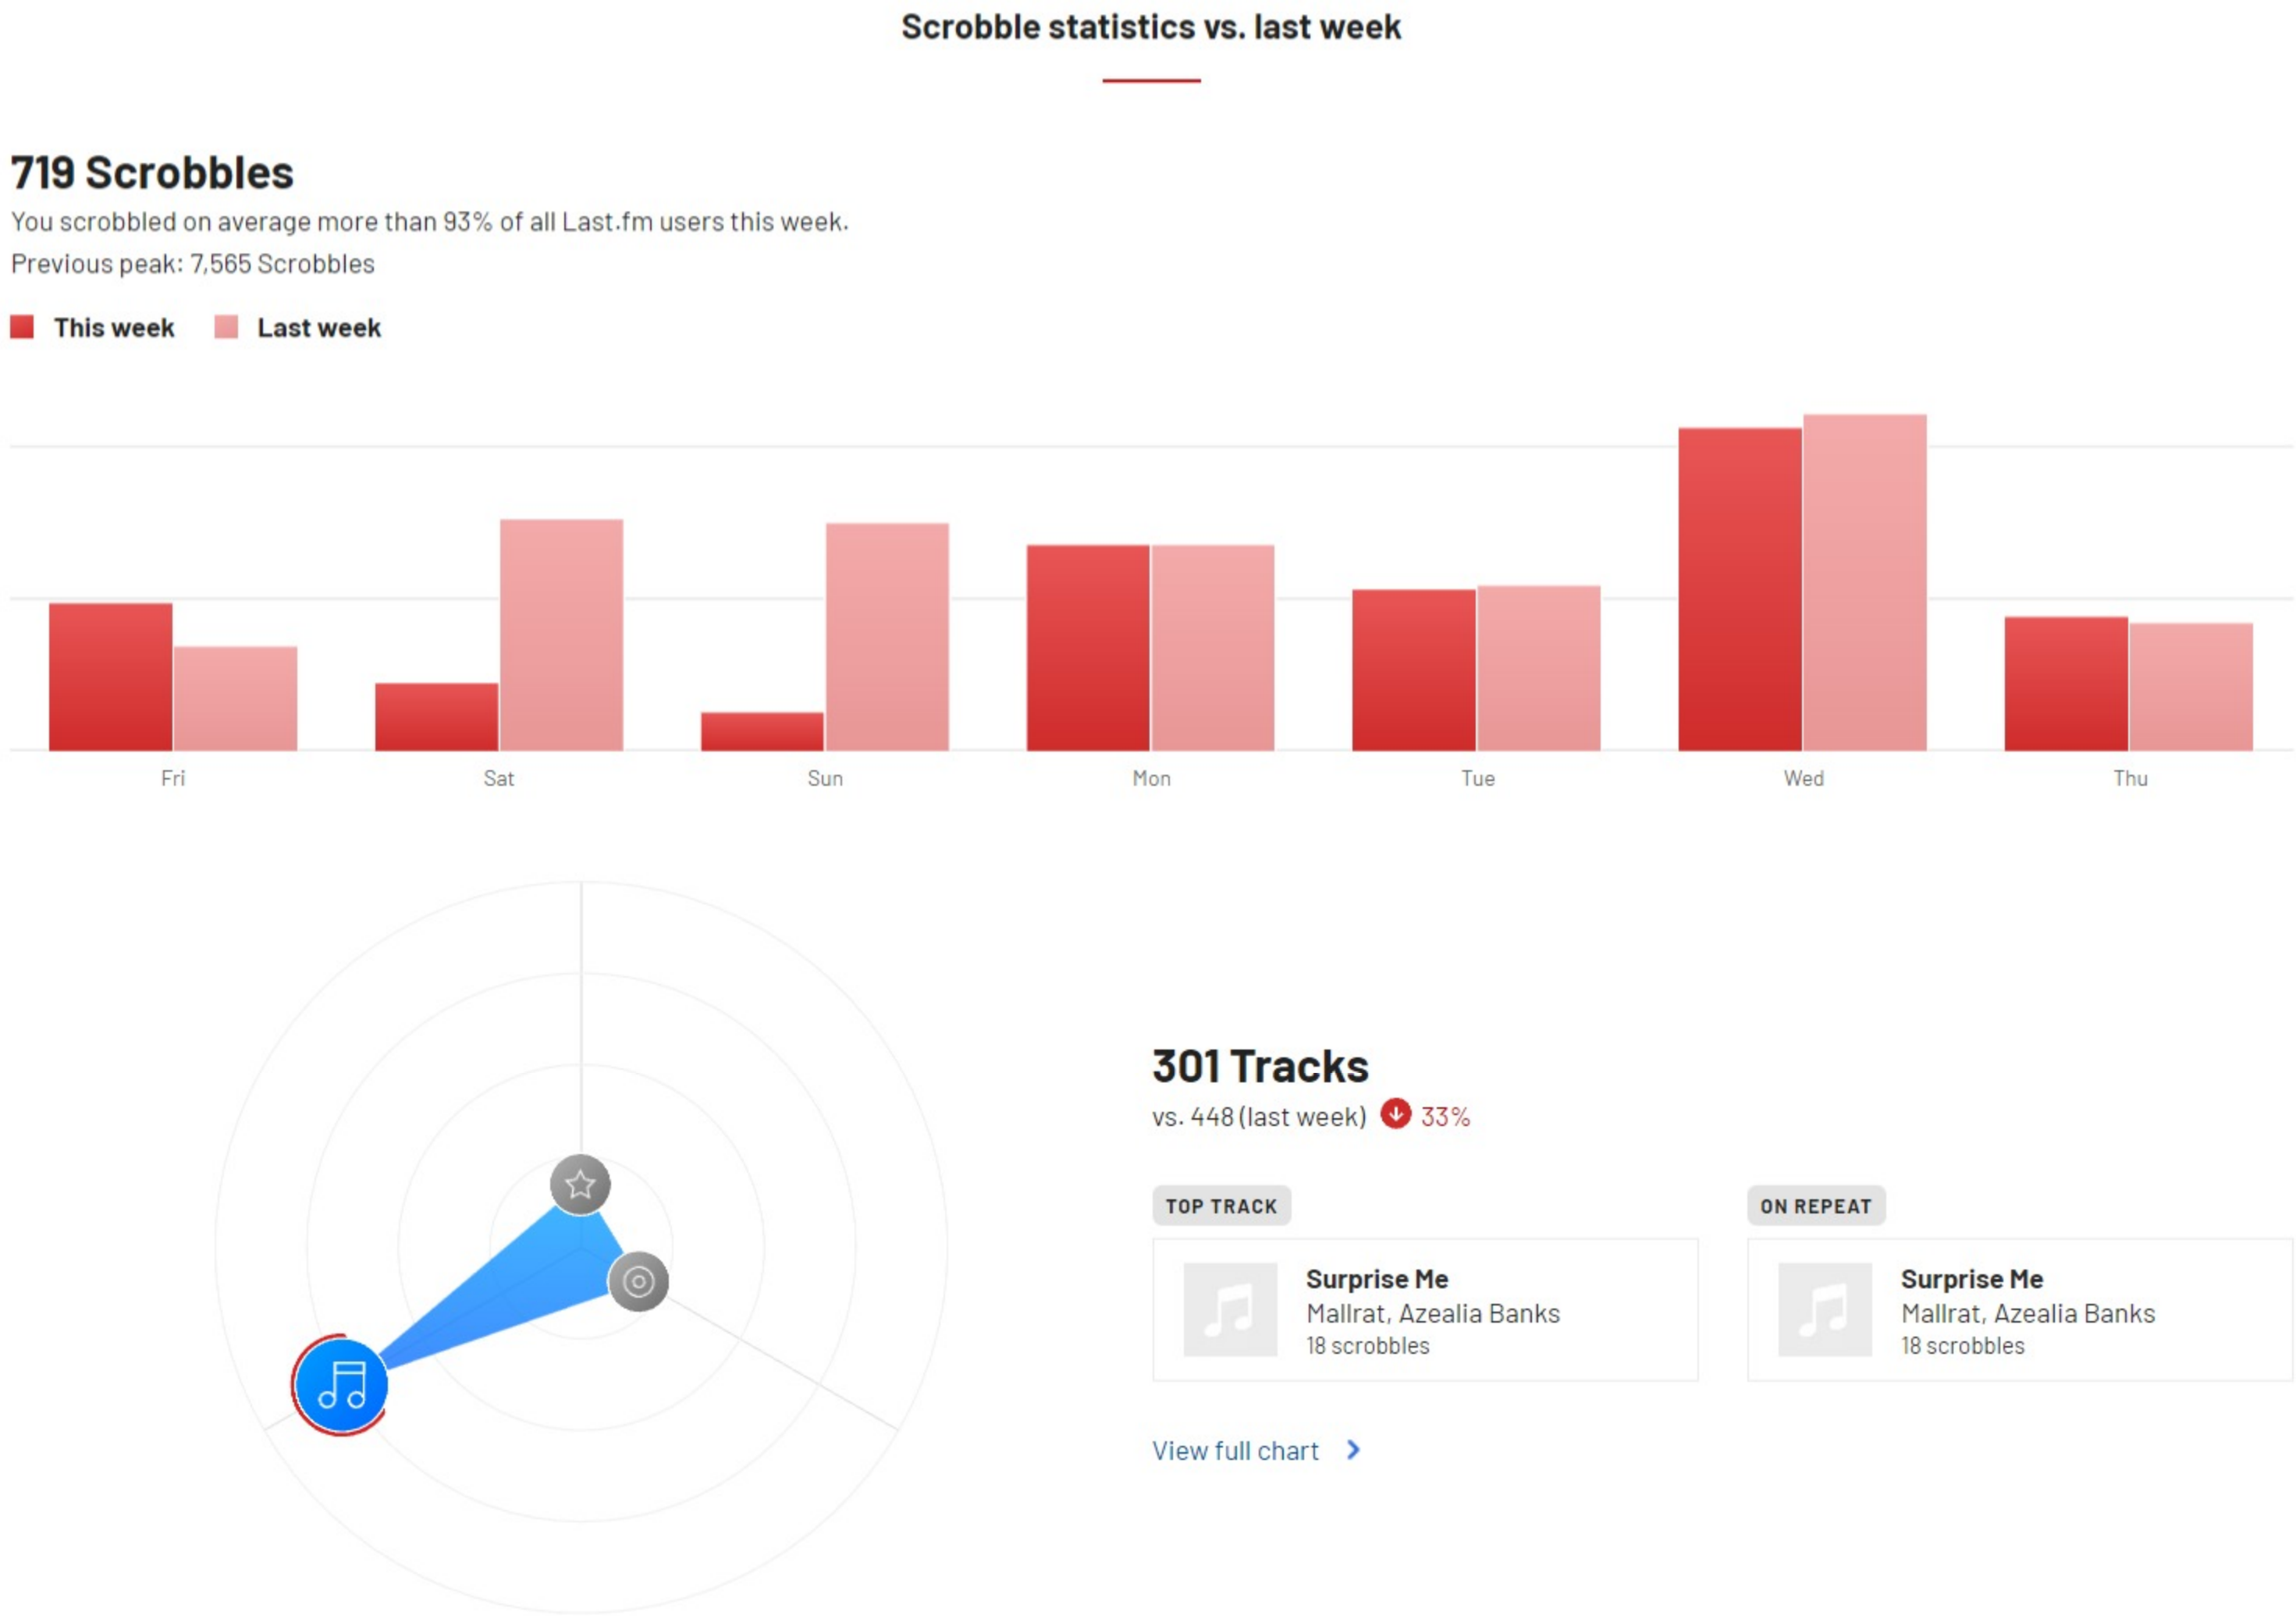 Scrobble statistics vs. last week
719 Scrobbles
You scrobbled on average more than 93% of all Last.fm users this week.
Previous peak: 7,565 Scrobbles
This week Last week
Fri Sat Sun Mon Tue Wed Thu
301 Tracks
vs. 448 (last week) 33%
TOP TRACK
Surprise Me
Mallrat, Azealia Banks
18 scrobbles
ON REPEAT
Surprise Me
Mallrat, Azealia Banks
18 scrobbles
View full chart